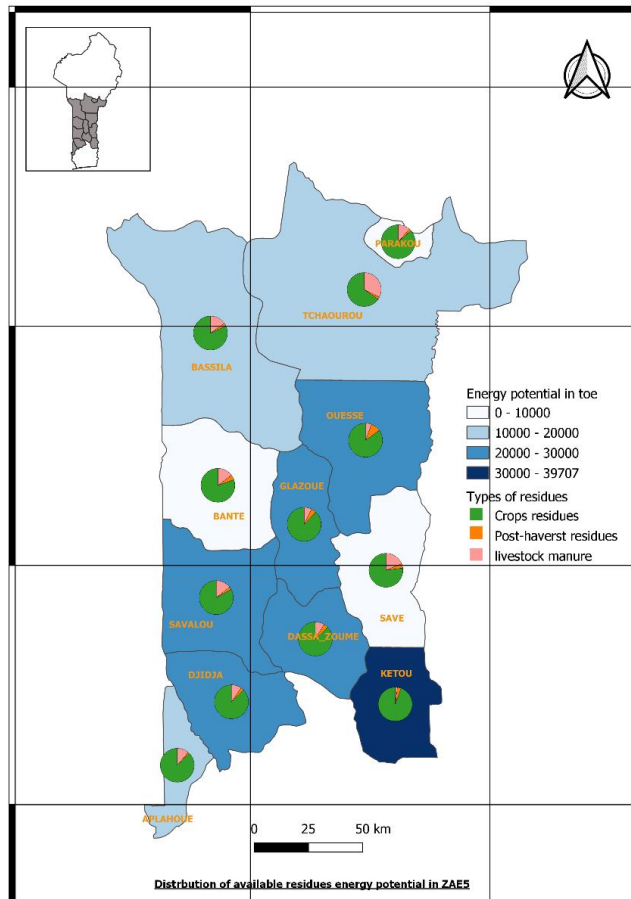 PARAKOU
TCHAOUROU
BASSILA
OUESSE
Energy potential in toe
0 - 10000
10000 - 20000
20000 - 30000
30000 - 39707
Types of residues
Crops residues
Post-haverst residues
livestock manure
GLAZOUE
BANTE
SAVE
SAVALOU
DASSA_ZOUME
DJIDJA
KETOU
APLAHOUE
0 25 50 km
Distrbution of available residues energy potential in ZAE5